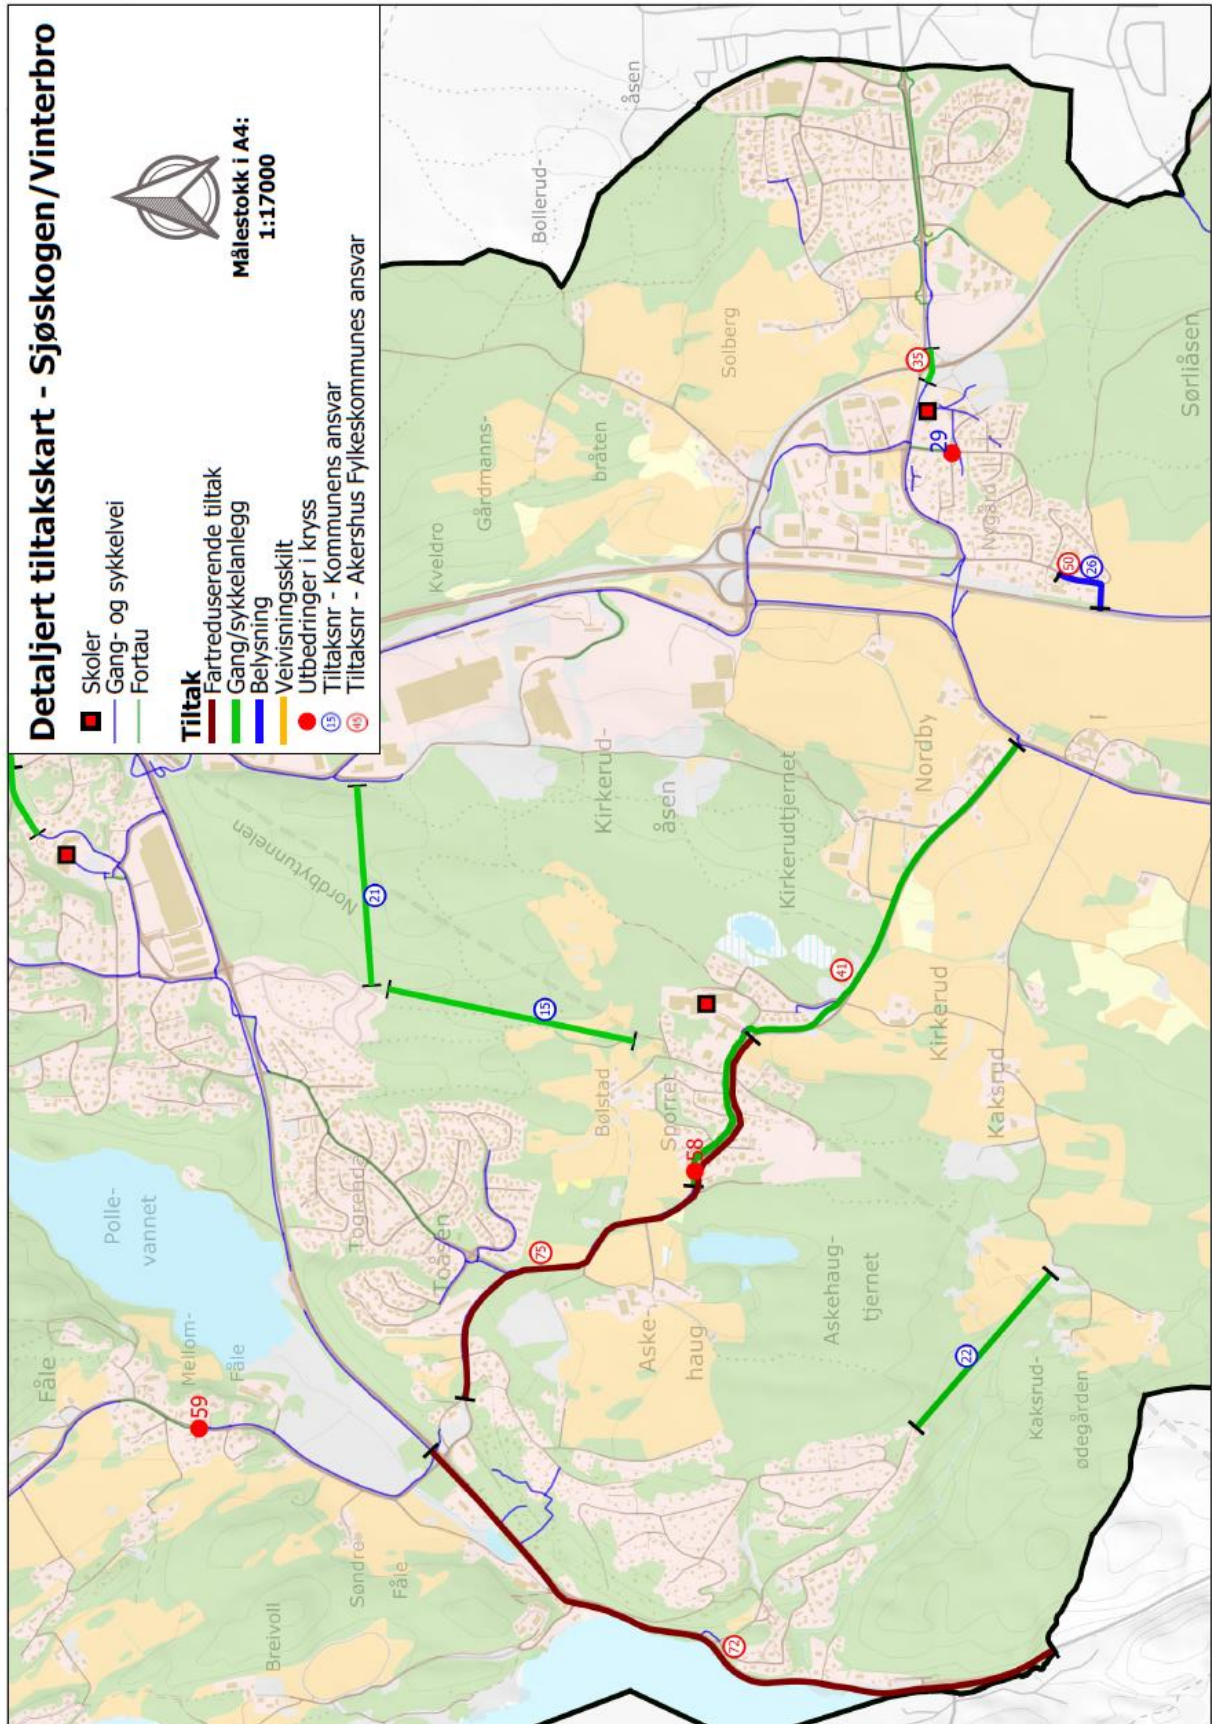 Detaljert tiltakskart - Sjøskogen/Vinterbro
Skoler
Gang- og sykkelvei
Fortau
Tiltak
Fartreduserende tiltak
Gang/sykkelanlegg
Belysning
Veivisningsskilt
Utbedringer i kryss
15 Tiltaksnr - Kommunens ansvar
45 Tiltaksnr - Akershus Fylkeskommunes ansvar
Målestokk i A4:
1:17000
Fåle
Polle-
vannet
Mellom-
Fåle
59
Breivoll
Søndre-
Fåle
Togrenda
Toåsen
75
Nordbytunnelen
21
15
Bølstad
Sporret
58
Aske-
haug
Askehaug-
tjernet
72
22
Kaksrud-
ødegården
Kaksrud
Kirkerud
41
Kirkerudtjernet
Kirkerud-
åsen
Nordby
Kveldro
Gårdmanns-
bråten
Solberg
Bollerud-
åsen
35
29
Nygård
50
26
Sørliåsen